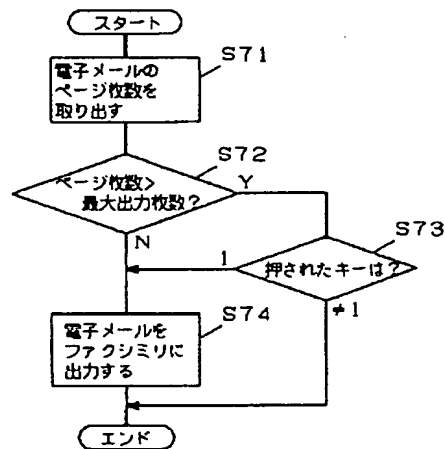 スタート
S71
電子メールの
ページ枚数を
取り出す
S72
ページ枚数>
最大出力枚数?
Y
N
S73
押されたキーは?
1
≠1
S74
電子メールを
ファクシミリに
出力する
エンド